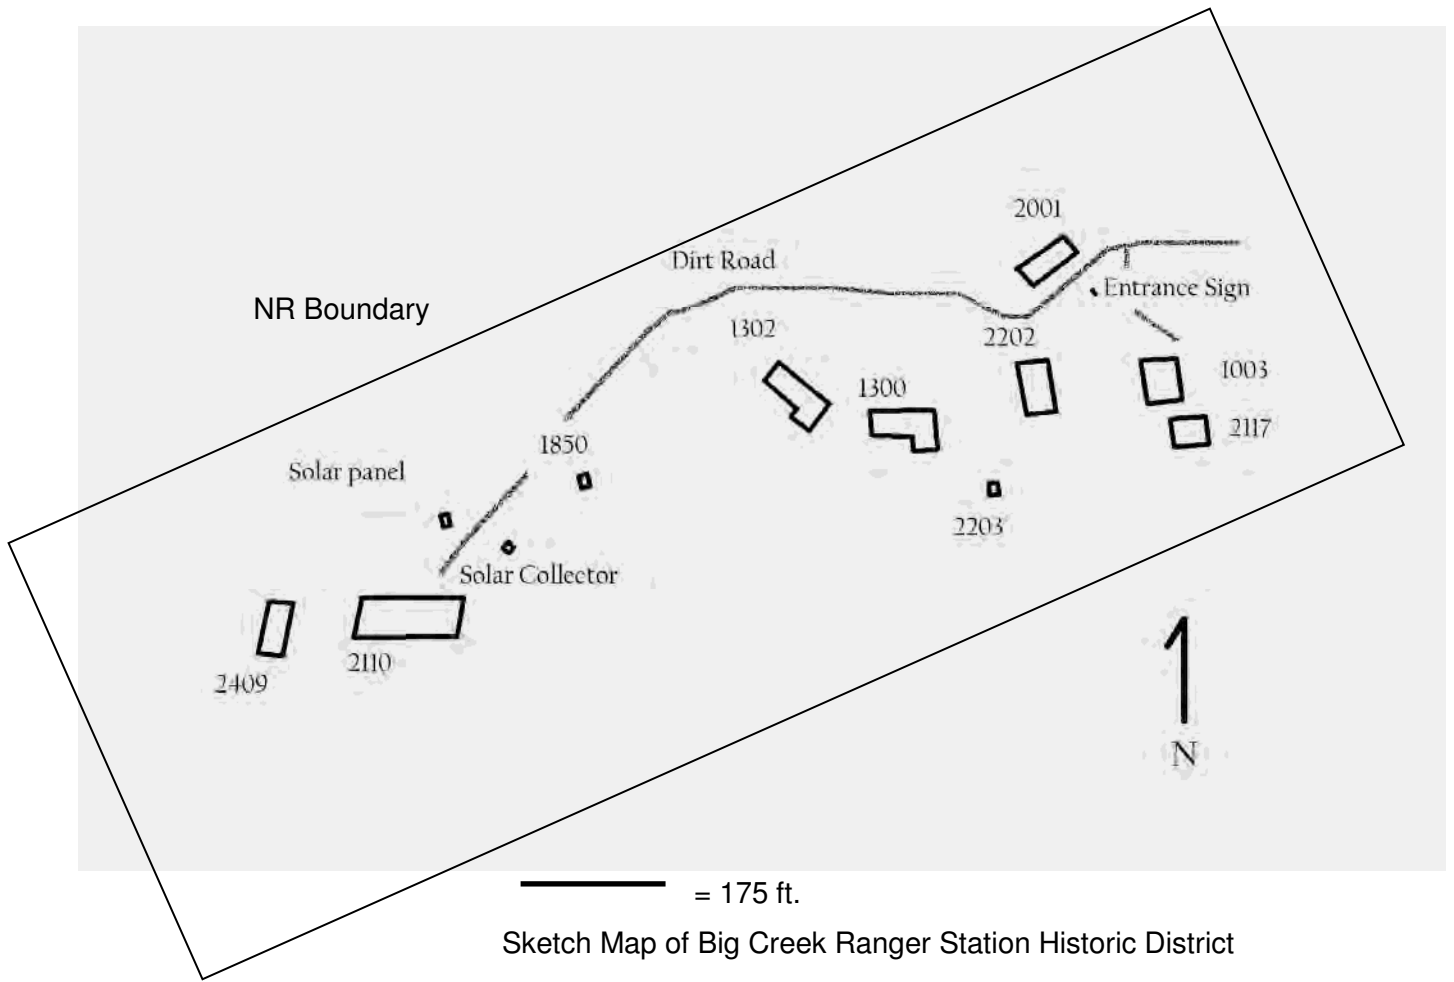 2001
Dirt Road
Entrance Sign
NR Boundary
1302
2202
1300
1003
1850
2117
Solar panel
2203
Solar Collector
2110
2409
N
= 175 ft.
Sketch Map of Big Creek Ranger Station Historic District